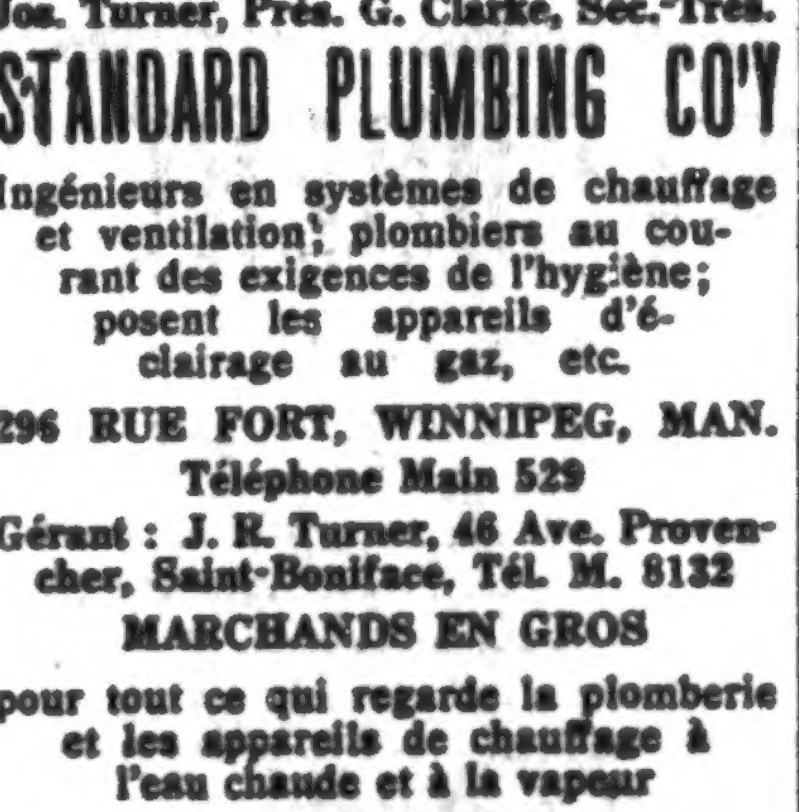 Jos. Turner, Prés. G. Clarke, Sec.-Trés.
STANDARD PLUMBING CO'Y
Ingénieurs en systèmes de chauffage
et ventilation; plombiers au cou-
rant des exigences de l'hygiène;
posent les appareils d'é-
clairage au gaz, etc.
296 RUE FORT, WINNIPEG, MAN.
Téléphone Main 529
Gérant : J. R. Turner, 46 Ave. Proven-
cher, Saint-Boniface, Tél. M. 8132
MARCHANDS EN GROS
pour tout ce qui regarde la plomberie
et les appareils de chauffage à
l'eau chaude et à la vapeur